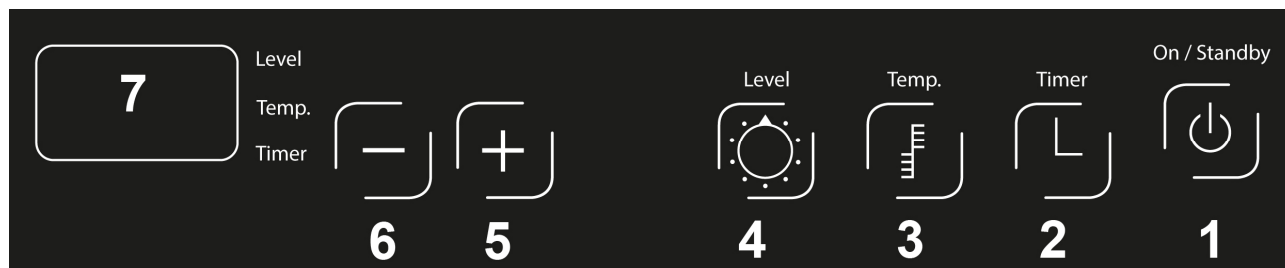 On / Standby
Level
Level
Temp.
Timer
7
Temp.
Timer
6
5
4
3
2
1